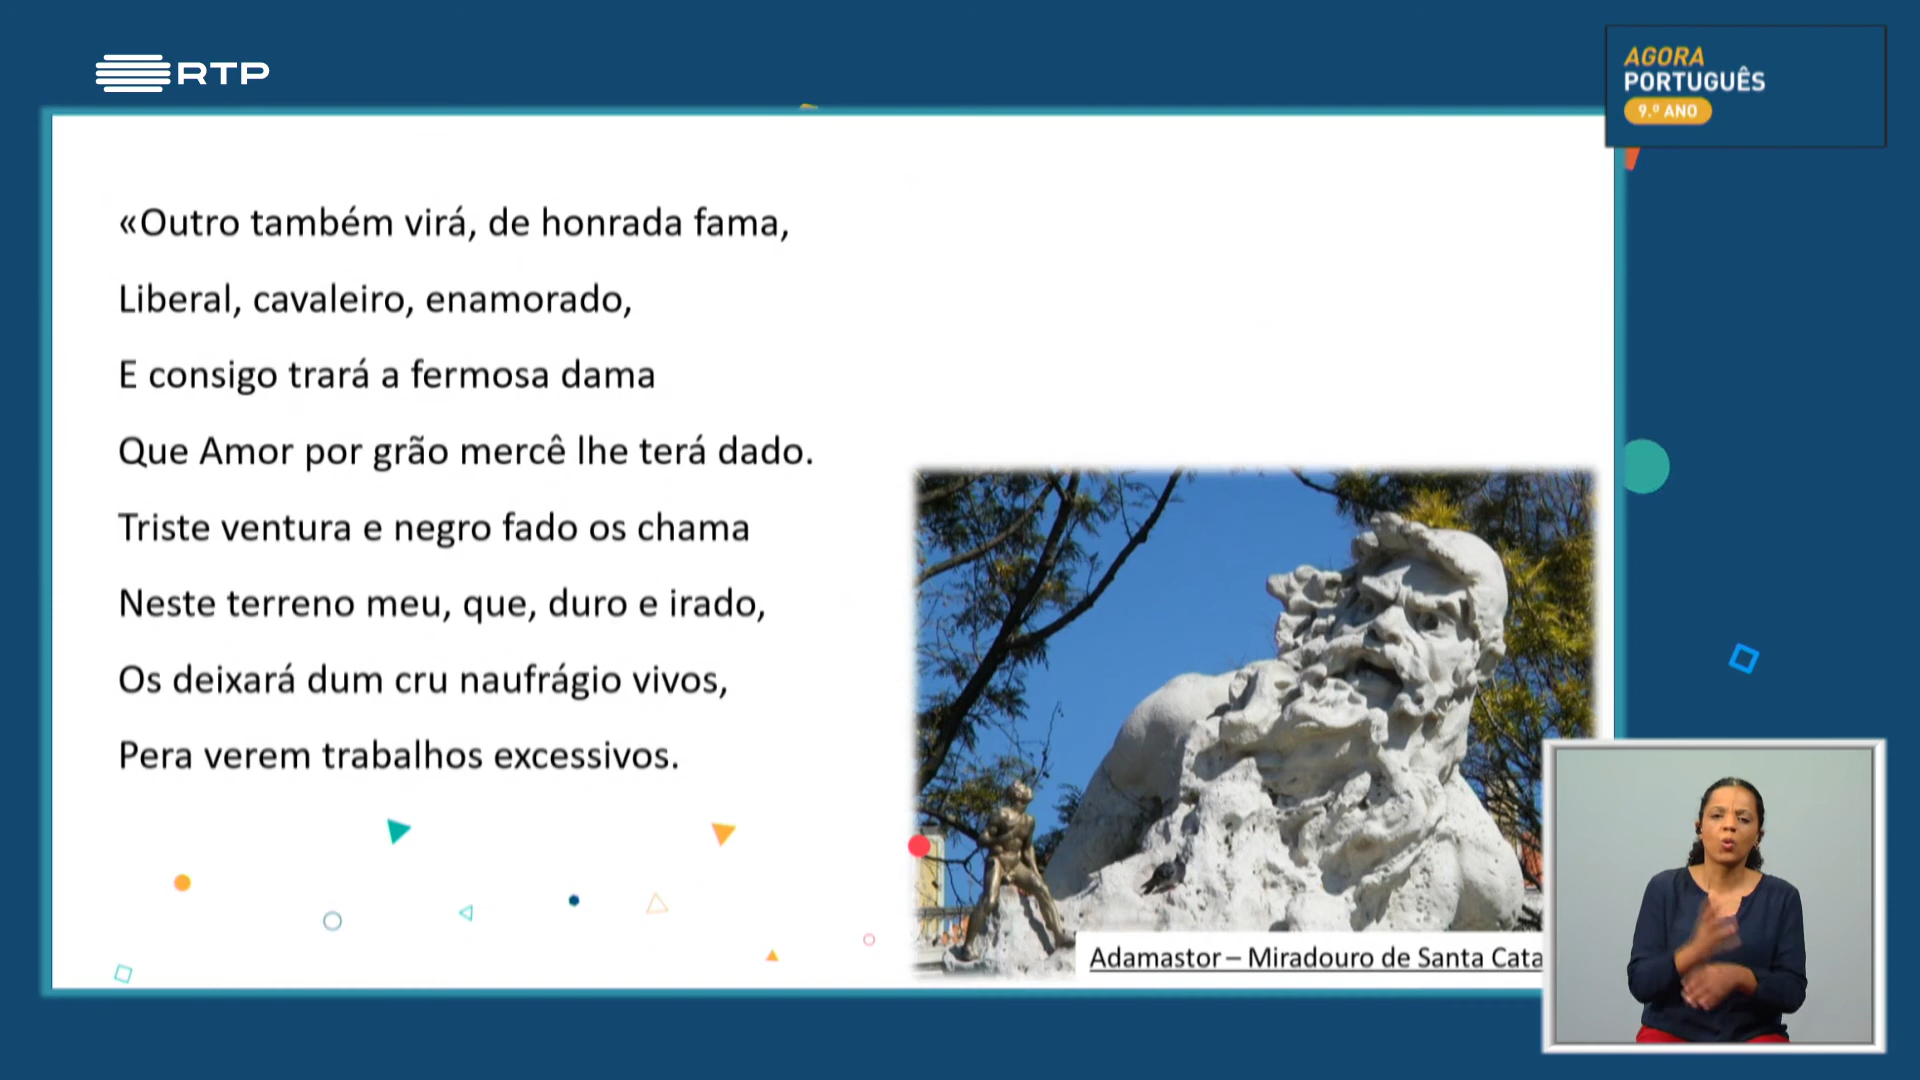 RTP
AGORA
PORTUGUÊS
9.º ANO
«Outro também virá, de honrada fama,
Liberal, cavaleiro, enamorado,
E consigo trará a fermosa dama
Que Amor por grão mercê lhe terá dado.
Triste ventura e negro fado os chama
Neste terreno meu, que, duro e irado,
Os deixará dum cru naufrágio vivos,
Pera verem trabalhos excessivos.
Adamastor – Miradouro de Santa Cata